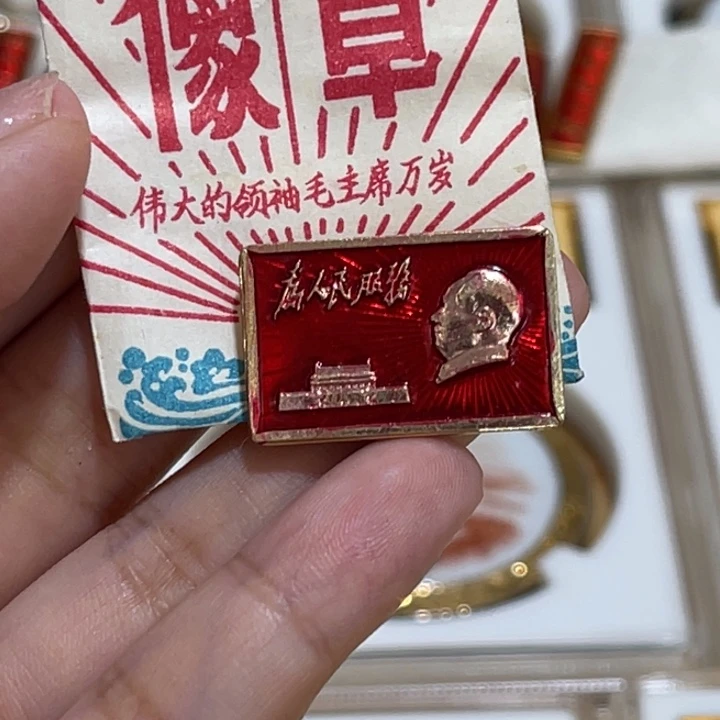 像章
伟大的领袖毛主席万岁
为人民服务